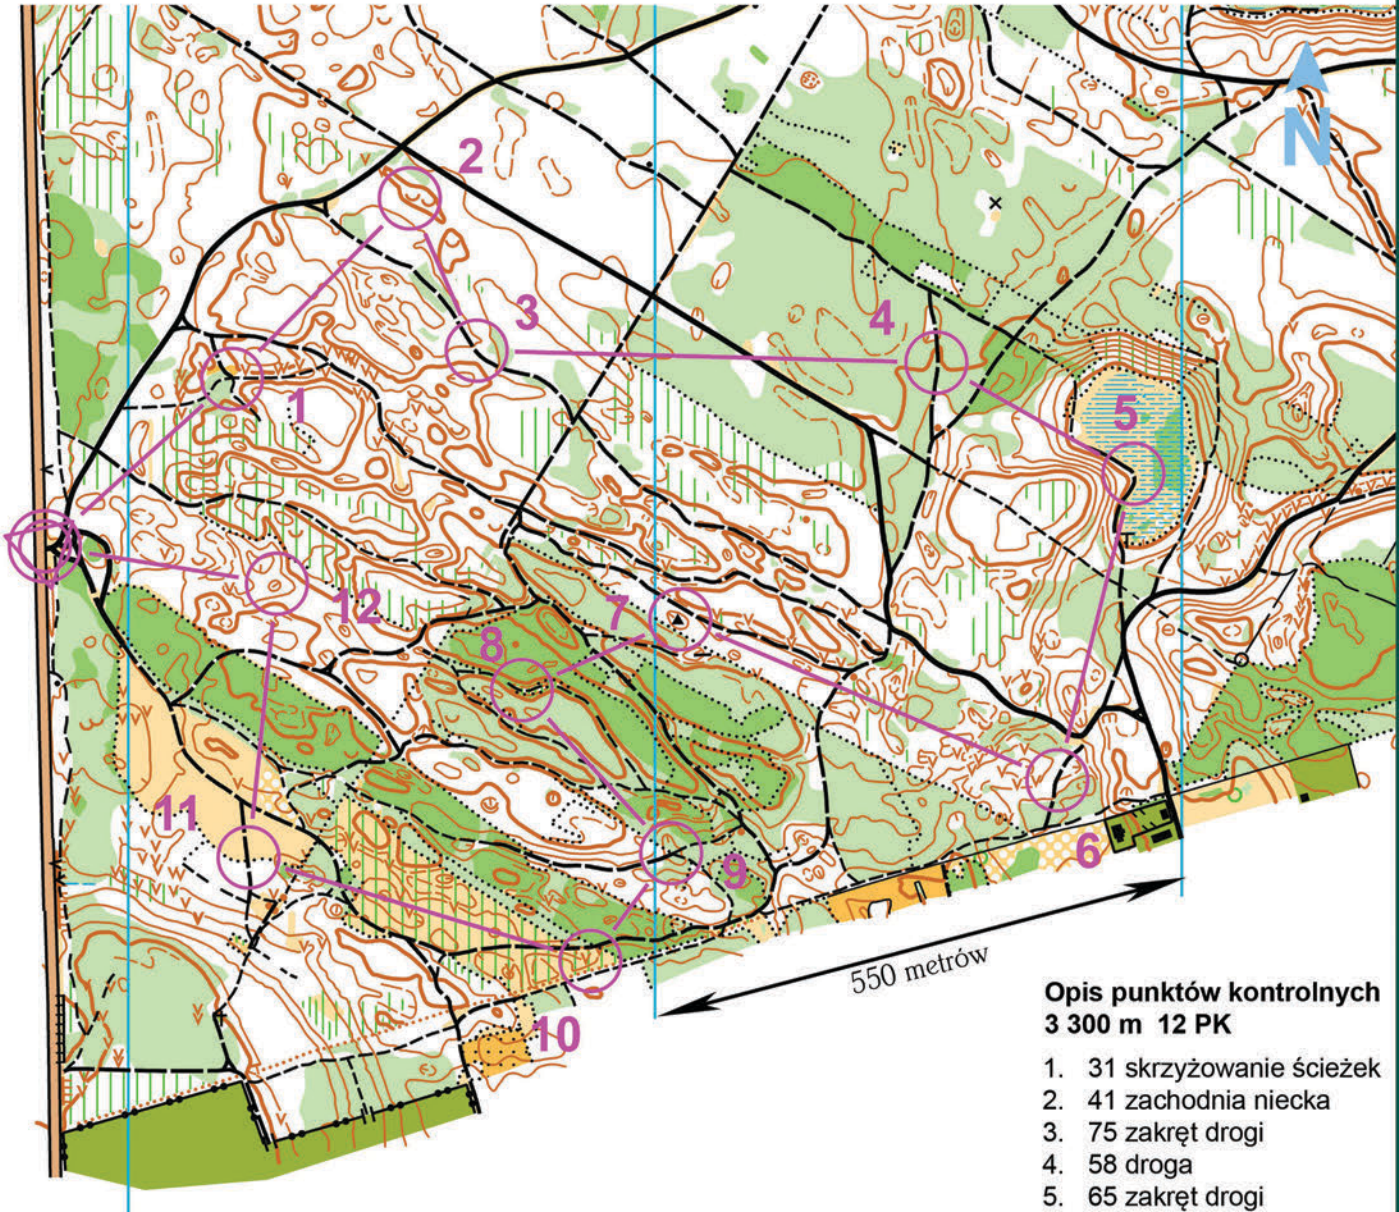 N
2
3
4
1
5
12
7
8
11
9
6
10
550 metrów
Opis punktów kontrolnych
3 300 m 12 PK
1. 31 skrzyżowanie ścieżek
2. 41 zachodnia niecka
3. 75 zakręt drogi
4. 58 droga
5. 65 zakręt drogi